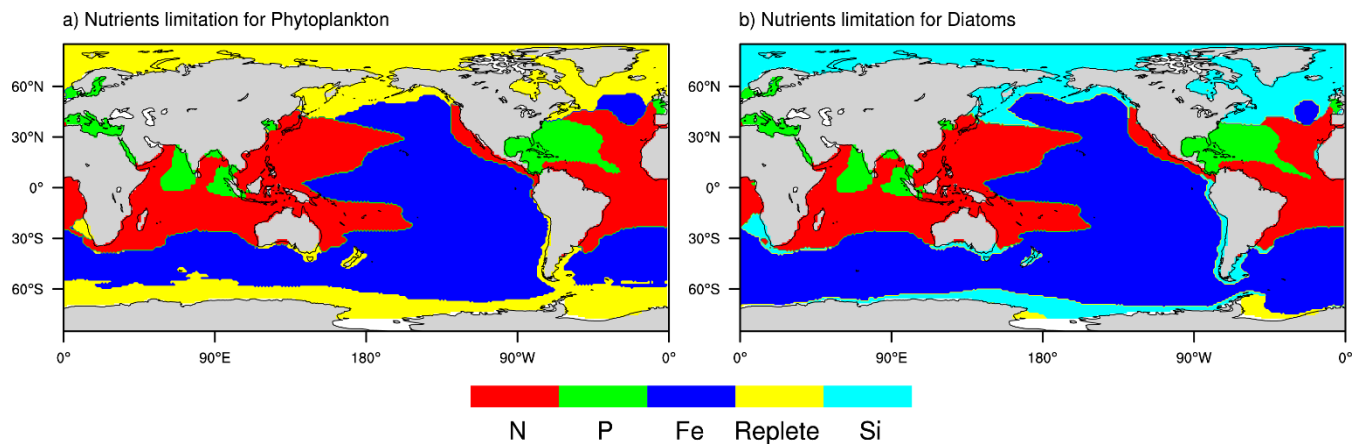 a) Nutrients limitation for Phytoplankton
b) Nutrients limitation for Diatoms
60°N
30°N
0°
30°S
60°S
0° 90°E 180° 90°W 0°
60°N
30°N
0°
30°S
60°S
0° 90°E 180° 90°W 0°
N P Fe Replete Si